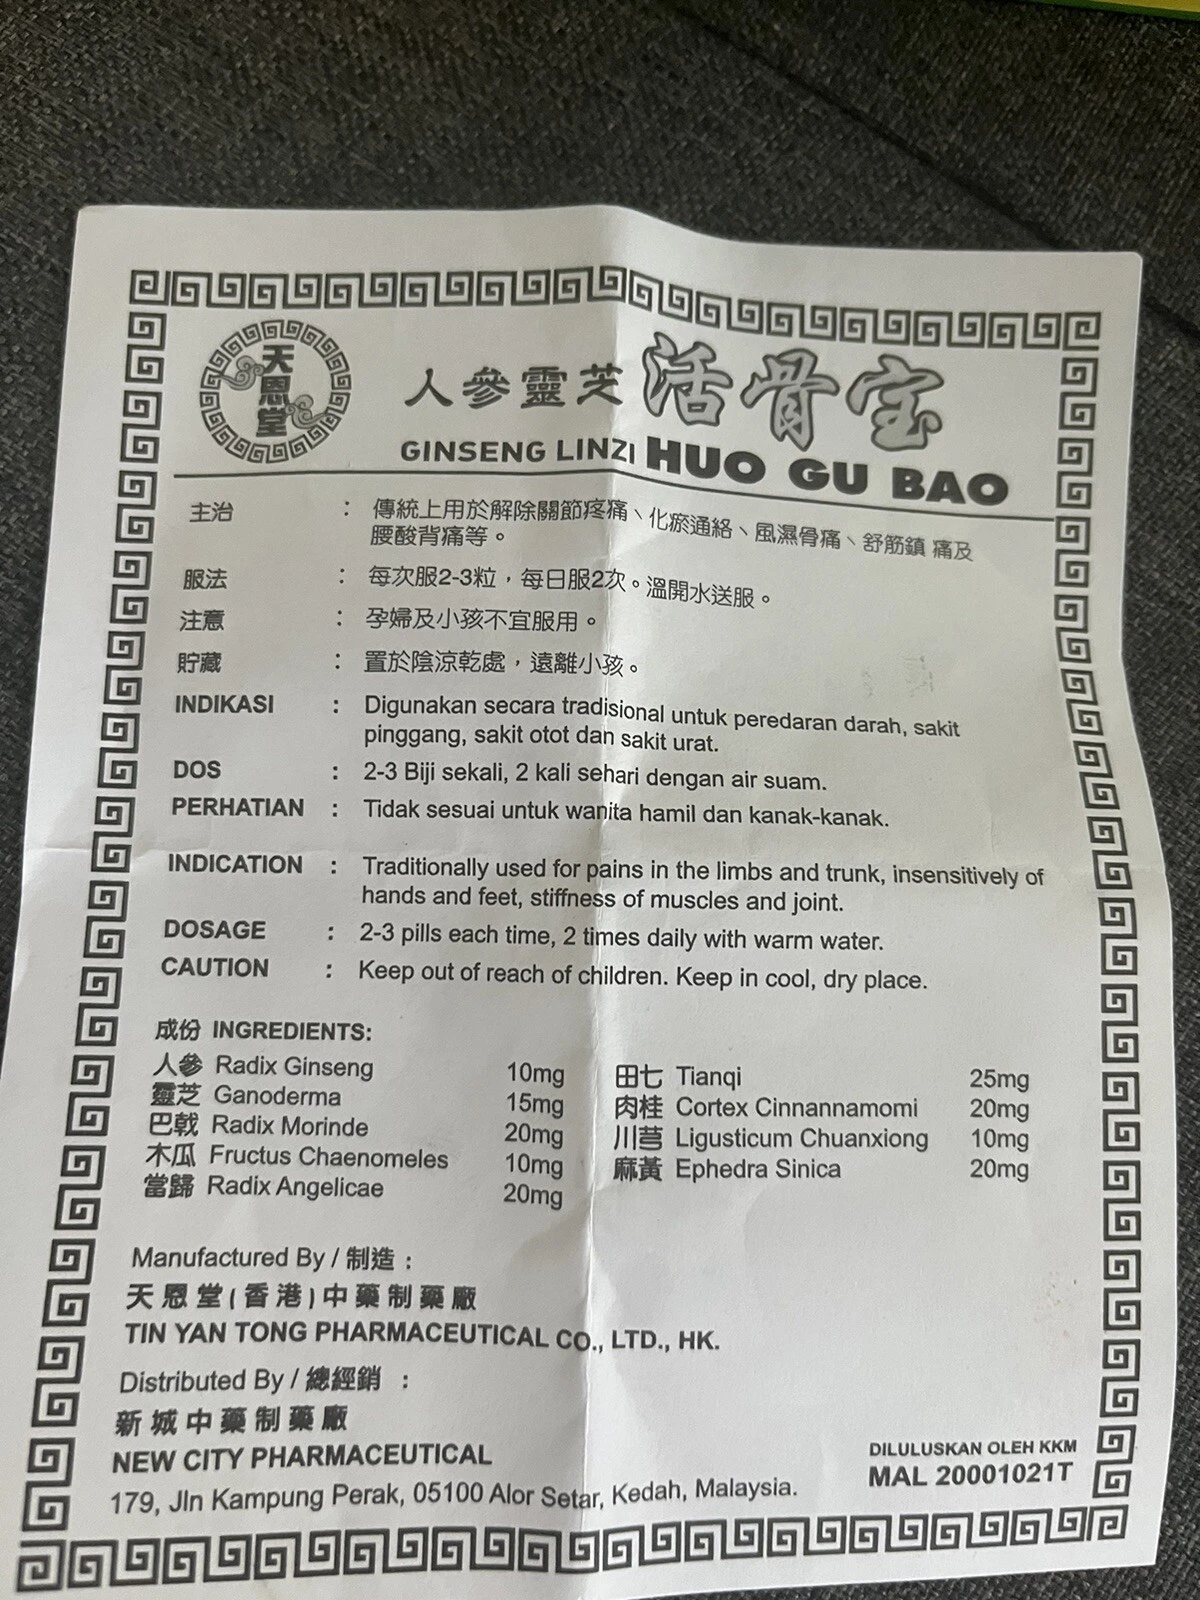 天恩堂
人參靈芝 活骨宝
GINSENG LINZI HUO GU BAO
主治 : 傳統上用於解除關節疼痛、化瘀通絡、風濕骨痛、舒筋鎮 痛及
腰酸背痛等。
服法 : 每次服2-3粒，每日服2次。溫開水送服。
注意 : 孕婦及小孩不宜服用。
貯藏 : 置於陰涼乾處，遠離小孩。
INDIKASI : Digunakan secara tradisional untuk peredaran darah, sakit
pinggang, sakit otot dan sakit urat.
DOS : 2-3 Biji sekali, 2 kali sehari dengan air suam.
PERHATIAN : Tidak sesuai untuk wanita hamil dan kanak-kanak.
INDICATION : Traditionally used for pains in the limbs and trunk, insensitively of
hands and feet, stiffness of muscles and joint.
DOSAGE : 2-3 pills each time, 2 times daily with warm water.
CAUTION : Keep out of reach of children. Keep in cool, dry place.
成份 INGREDIENTS:
人參 Radix Ginseng 10mg
靈芝 Ganoderma 15mg
巴戟 Radix Morinde 20mg
木瓜 Fructus Chaenomeles 10mg
當歸 Radix Angelicae 20mg
田七 Tianqi 25mg
肉桂 Cortex Cinnannamomi 20mg
川芎 Ligusticum Chuanxiong 10mg
麻黃 Ephedra Sinica 20mg
Manufactured By / 制造 :
天恩堂(香港)中藥制藥廠
TIN YAN TONG PHARMACEUTICAL CO., LTD., HK.
Distributed By / 總經銷 :
新城中藥制藥廠
NEW CITY PHARMACEUTICAL
179, Jln Kampung Perak, 05100 Alor Setar, Kedah, Malaysia.
DILULUSKAN OLEH KKM
MAL 20001021T